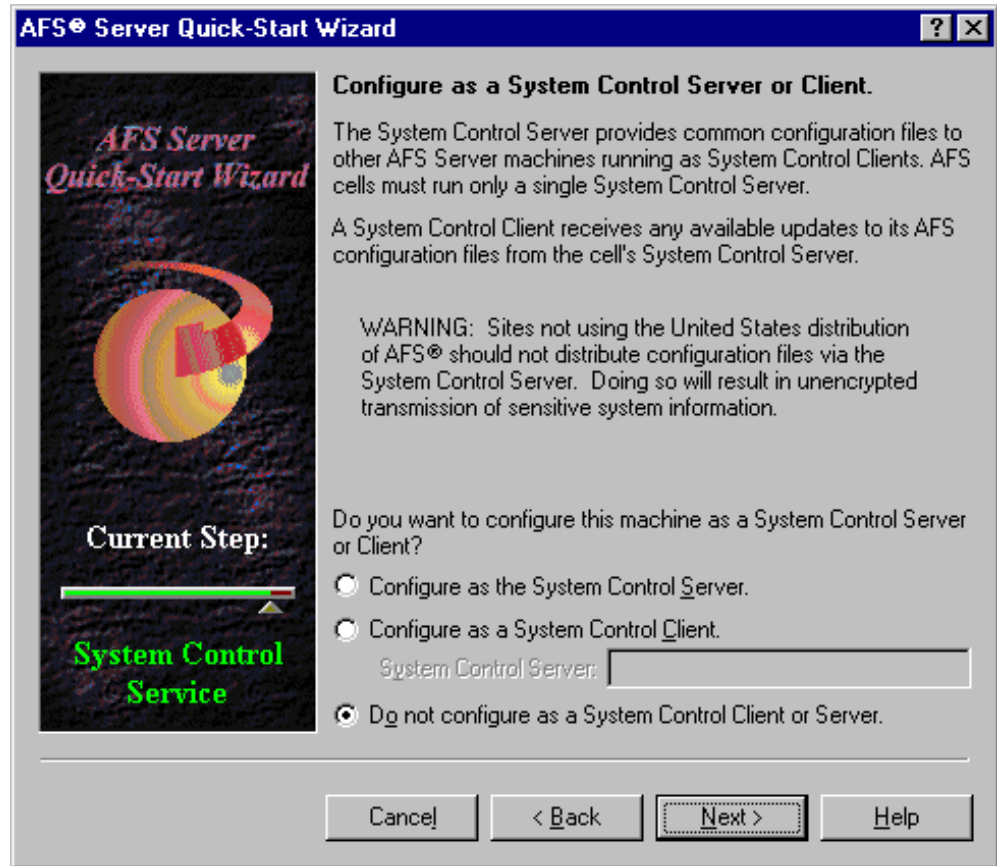 AFS® Server Quick-Start Wizard
AFS Server
Quick-Start Wizard
Current Step:
System Control
Service
Configure as a System Control Server or Client.
The System Control Server provides common configuration files to
other AFS Server machines running as System Control Clients. AFS
cells must run only a single System Control Server.
A System Control Client receives any available updates to its AFS
configuration files from the cell's System Control Server.
WARNING: Sites not using the United States distribution
of AFS® should not distribute configuration files via the
System Control Server. Doing so will result in unencrypted
transmission of sensitive system information.
Do you want to configure this machine as a System Control Server
or Client?
Configure as the System Control Server.
Configure as a System Control Client.
System Control Server:
Do not configure as a System Control Client or Server.
Cancel
< Back
Next >
Help